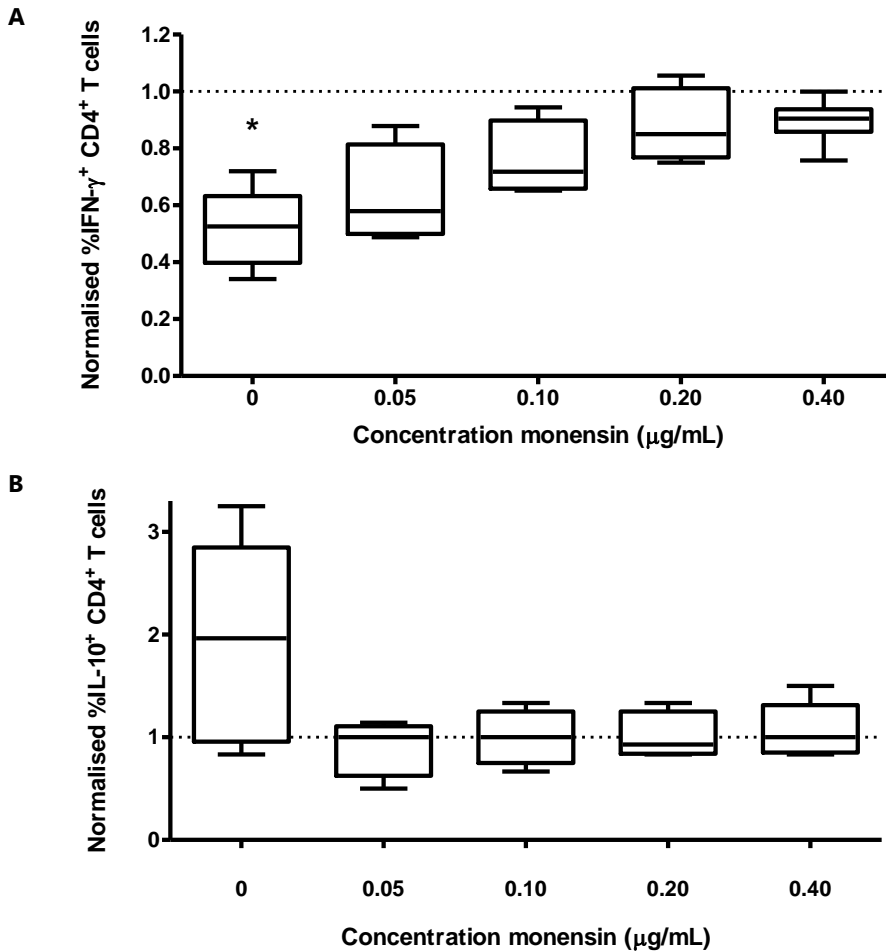 A
Normalised %IFN-γ⁺ CD4⁺ T cells
1.2
1.0
0.8
0.6
0.4
0.2
0.0
*
0 0.05 0.10 0.20 0.40
Concentration monensin (μg/mL)
B
Normalised %IL-10⁺ CD4⁺ T cells
3
2
1
0
0 0.05 0.10 0.20 0.40
Concentration monensin (μg/mL)